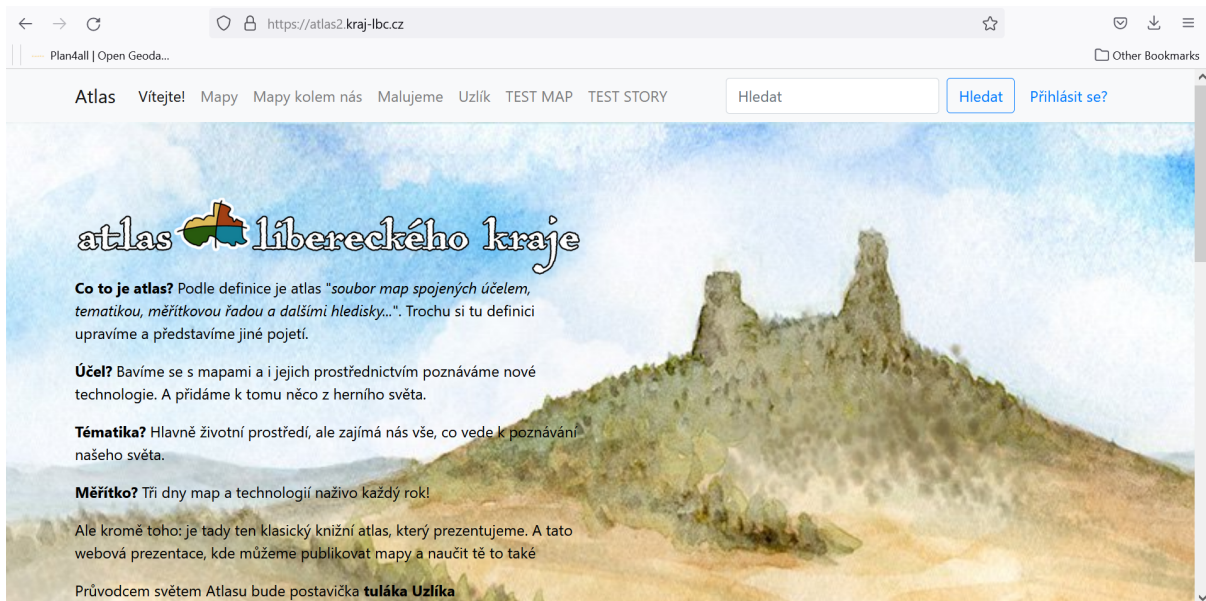 https://atlas2.kraj-lbc.cz
Plan4all | Open Geoda...
Other Bookmarks
Atlas Vítejte! Mapy Mapy kolem nás Malujeme Uzlík TEST MAP TEST STORY Hledat Hledat Přihlásit se?
atlas libereckého kraje
Co to je atlas? Podle definice je atlas "soubor map spojených účelem,
tematikou, měřítkovou řadou a dalšími hledisky...". Trochu si tu definici
upravíme a představíme jiné pojetí.
Účel? Bavíme se s mapami a i jejich prostřednictvím poznáváme nové
technologie. A přidáme k tomu něco z herního světa.
Tématika? Hlavně životní prostředí, ale zajímá nás vše, co vede k poznávání
našeho světa.
Měřítko? Tři dny map a technologií naživo každý rok!
Ale kromě toho: je tady ten klasický knižní atlas, který prezentujeme. A tato
webová prezentace, kde můžeme publikovat mapy a naučit tě to také
Průvodcem světem Atlasu bude postavička tuláka Uzlíka